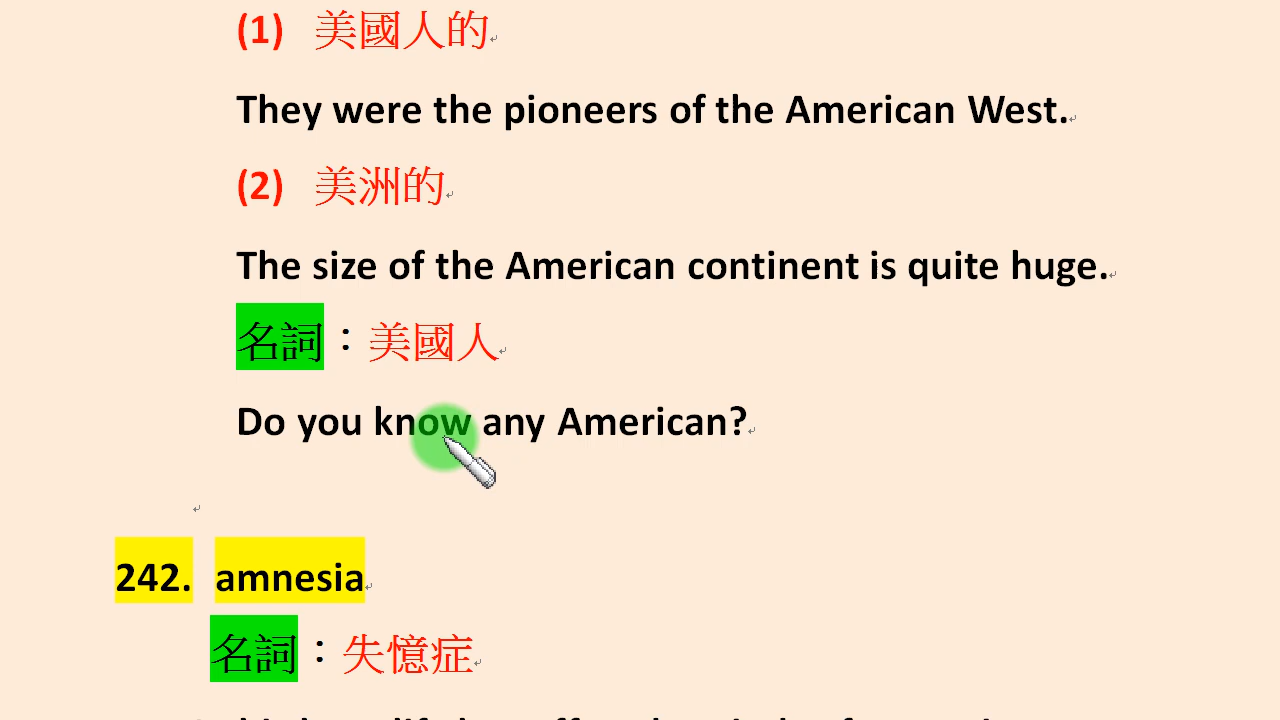 (1) 美國人的
They were the pioneers of the American West.
(2) 美洲的
The size of the American continent is quite huge.
名詞：美國人
Do you know any American?
242. amnesia
名詞：失憶症